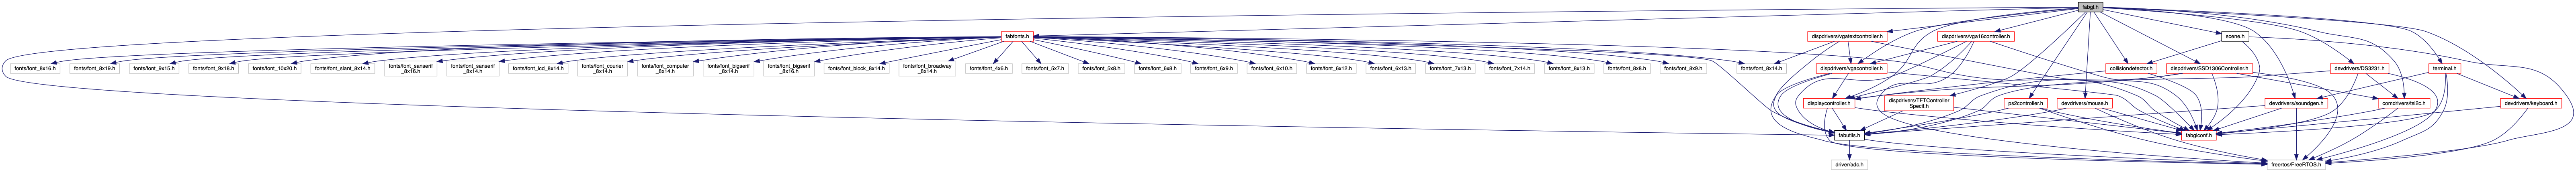 fabgl.h
fabfonts.h
dispdrivers/vgatextcontroller.h
dispdrivers/vga16controller.h
scene.h
fonts/font_8x16.h
fonts/font_8x19.h
fonts/font_9x15.h
fonts/font_9x18.h
fonts/font_10x20.h
fonts/font_slant_8x14.h
fonts/font_sanserif
_8x16.h
fonts/font_sanserif
_8x14.h
fonts/font_lcd_8x14.h
fonts/font_courier
_8x14.h
fonts/font_computer
_8x14.h
fonts/font_bigserif
_8x14.h
fonts/font_bigserif
_8x16.h
fonts/font_block_8x14.h
fonts/font_broadway
_8x14.h
fonts/font_4x6.h
fonts/font_5x7.h
fonts/font_5x8.h
fonts/font_6x8.h
fonts/font_6x9.h
fonts/font_6x10.h
fonts/font_6x12.h
fonts/font_6x13.h
fonts/font_7x13.h
fonts/font_7x14.h
fonts/font_8x13.h
fonts/font_8x8.h
fonts/font_8x9.h
fonts/font_8x14.h
dispdrivers/vgacontroller.h
collisiondetector.h
dispdrivers/SSD1306Controller.h
devdrivers/DS3231.h
terminal.h
displaycontroller.h
dispdrivers/TFTController
Specif.h
ps2controller.h
devdrivers/mouse.h
devdrivers/soundgen.h
comdrivers/tsi2c.h
devdrivers/keyboard.h
fabutils.h
fabglconf.h
driver/adc.h
freertos/FreeRTOS.h